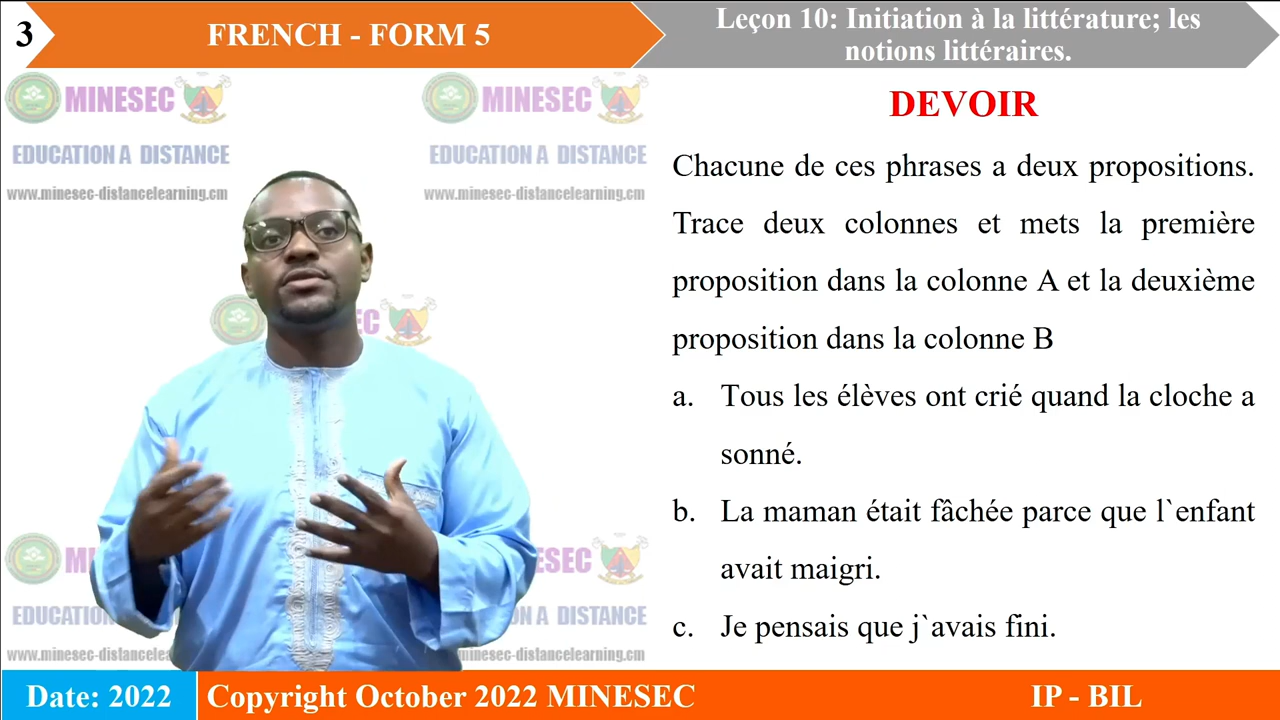 3
FRENCH - FORM 5
Leçon 10: Initiation à la littérature; les
notions littéraires.
MINESEC
EDUCATION A DISTANCE
www.minesec-distancelearning.cm
MINESEC
EDUCATION A DISTANCE
www.minesec-distancelearning.cm
DEVOIR
Chacune de ces phrases a deux propositions.
Trace deux colonnes et mets la première
proposition dans la colonne A et la deuxième
proposition dans la colonne B
a. Tous les élèves ont crié quand la cloche a
sonné.
b. La maman était fâchée parce que l`enfant
avait maigri.
c. Je pensais que j`avais fini.
Date: 2022
Copyright October 2022 MINESEC
IP - BIL